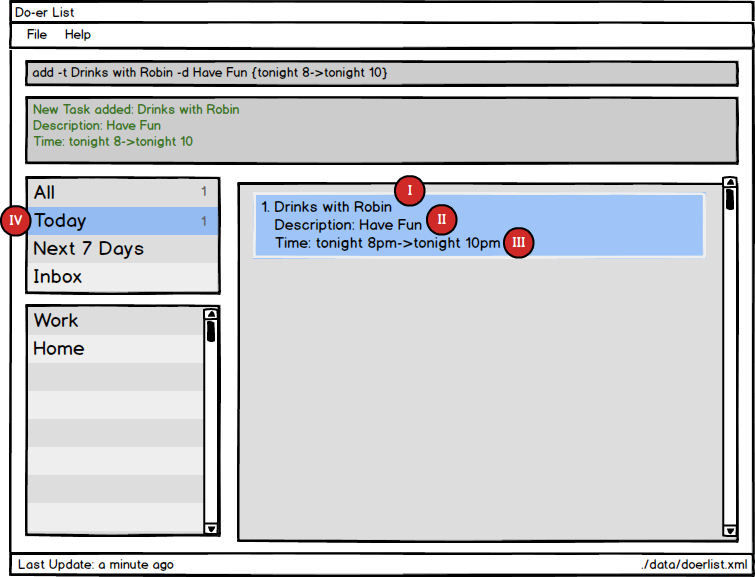 Do-er List
File Help
add -t Drinks with Robin -d Have Fun {tonight 8->tonight 10}
New Task added: Drinks with Robin
Description: Have Fun
Time: tonight 8->tonight 10
All 1
IV Today 1
Next 7 Days
Inbox
Work
Home
I
1. Drinks with Robin
Description: Have Fun II
Time: tonight 8pm->tonight 10pm III
Last Update: a minute ago
./data/doerlist.xml